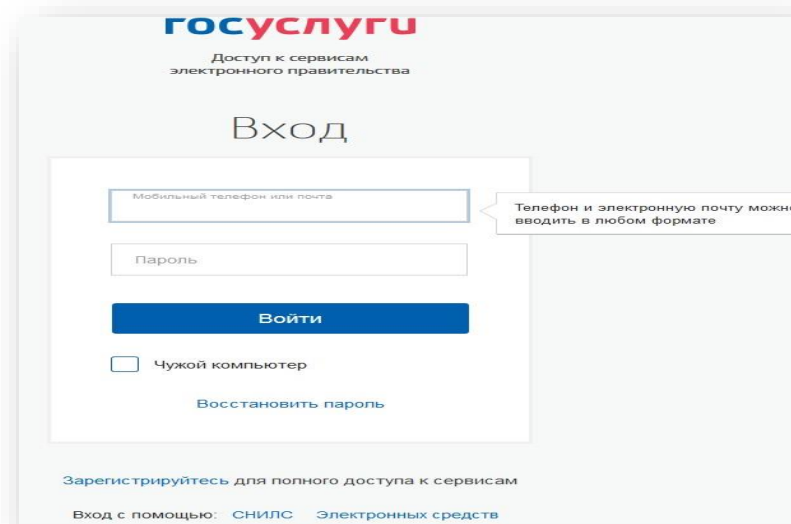 госуслуги
Доступ к сервисам
электронного правительства
Вход
Мобильный телефон или почта
Телефон и электронную почту можно
вводить в любом формате
Пароль
Войти
Чужой компьютер
Восстановить пароль
Зарегистрируйтесь для полного доступа к сервисам
Вход с помощью: СНИЛС Электронных средств